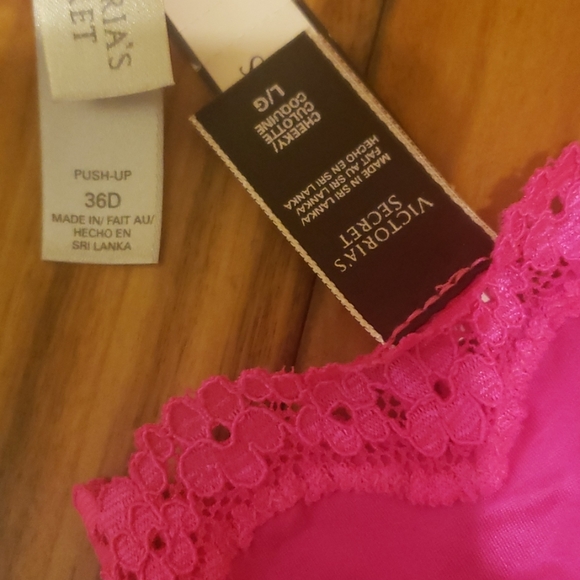 RIA'S
RET
PUSH-UP
36D
MADE IN/ FAIT AU/
HECHO EN
SRI LANKA
VICTORIA'S
SECRET
MADE IN SRI LANKA/
FAIT AU SRI LANKA/
HECHO EN SRI LANKA
CHEEKY/
CULOTTE
COQUINE
L/G